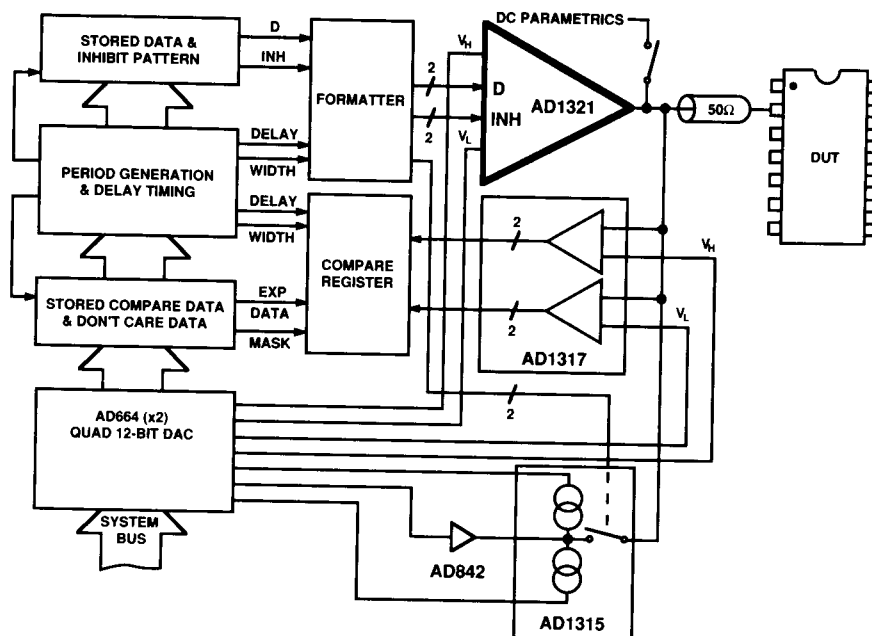 DC PARAMETRICS
STORED DATA &
INHIBIT PATTERN
D
INH
FORMATTER
2
2
V_H
D
INH
V_L
AD1321
50Ω
DUT
PERIOD GENERATION
& DELAY TIMING
DELAY
WIDTH
DELAY
WIDTH
COMPARE
REGISTER
2
2
V_H
V_L
AD1317
STORED COMPARE DATA
& DON'T CARE DATA
EXP
DATA
MASK
2
AD664 (x2)
QUAD 12-BIT DAC
SYSTEM
BUS
AD842
AD1315